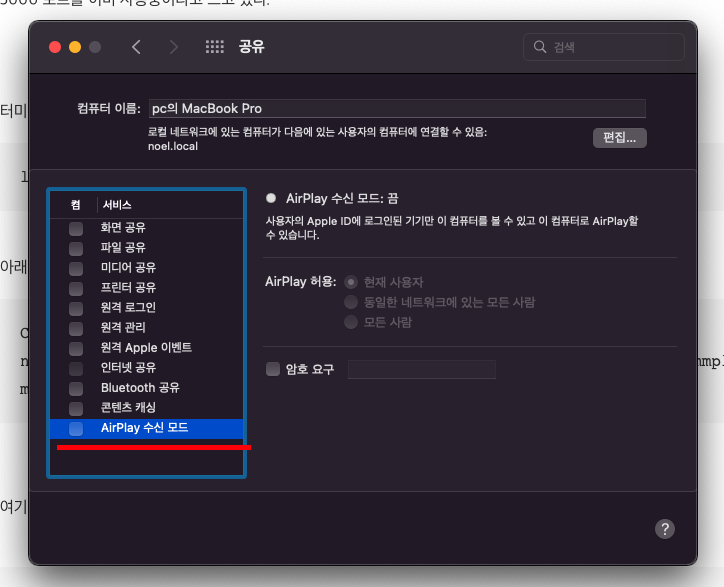 5000 포트를 이미 사용중이라고 뜨고 있다.
공유
검색
터미
컴퓨터 이름:
pc의 MacBook Pro
로컬 네트워크에 있는 컴퓨터가 다음에 있는 사용자의 컴퓨터에 연결할 수 있음:
noel.local
편집...
l
켬
서비스
AirPlay 수신 모드: 끔
사용자의 Apple ID에 로그인된 기기만 이 컴퓨터를 볼 수 있고 이 컴퓨터로 AirPlay할
수 있습니다.
화면 공유
파일 공유
미디어 공유
프린터 공유
원격 로그인
원격 관리
원격 Apple 이벤트
인터넷 공유
Bluetooth 공유
콘텐츠 캐싱
AirPlay 수신 모드
아래
AirPlay 허용:
현재 사용자
동일한 네트워크에 있는 모든 사람
모든 사람
암호 요구
C
n
m
여기
?